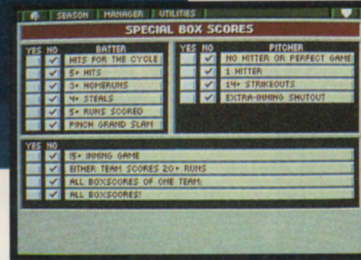 SEASON MANAGER UTILITIES
SPECIAL BOX SCORES
YES NO BATTER
HITS FOR THE CYCLE
5+ HITS
3+ HOMERUNS
4+ STEALS
5+ RUNS SCORED
PINCH GRAND SLAM
YES NO PITCHER
NO HITTER OR PERFECT GAME
1 HITTER
14+ STRIKEOUTS
EXTRA-INNING SHUTOUT
YES NO
15+ INNING GAME
EITHER TEAM SCORES 20+ RUNS
ALL BOXSCORES OF ONE TEAM:
ALL BOXSCORES!